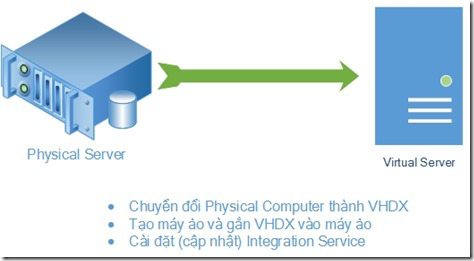 Physical Server
Virtual Server
Chuyển đổi Physical Computer thành VHDX
Tạo máy ảo và gắn VHDX vào máy ảo
Cài đặt (cập nhật) Integration Service